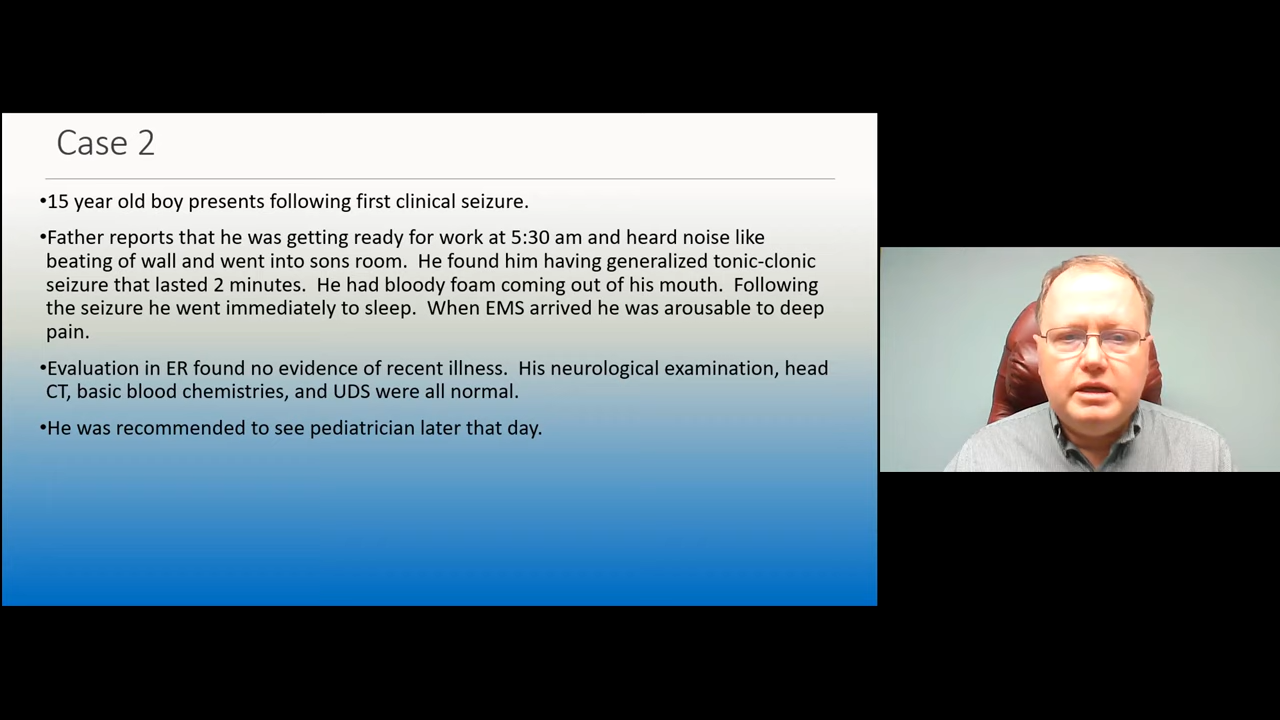 Case 2
•15 year old boy presents following first clinical seizure.
•Father reports that he was getting ready for work at 5:30 am and heard noise like
beating of wall and went into sons room.  He found him having generalized tonic-clonic
seizure that lasted 2 minutes.  He had bloody foam coming out of his mouth.  Following
the seizure he went immediately to sleep.  When EMS arrived he was arousable to deep
pain.
•Evaluation in ER found no evidence of recent illness.  His neurological examination, head
CT, basic blood chemistries, and UDS were all normal.
•He was recommended to see pediatrician later that day.